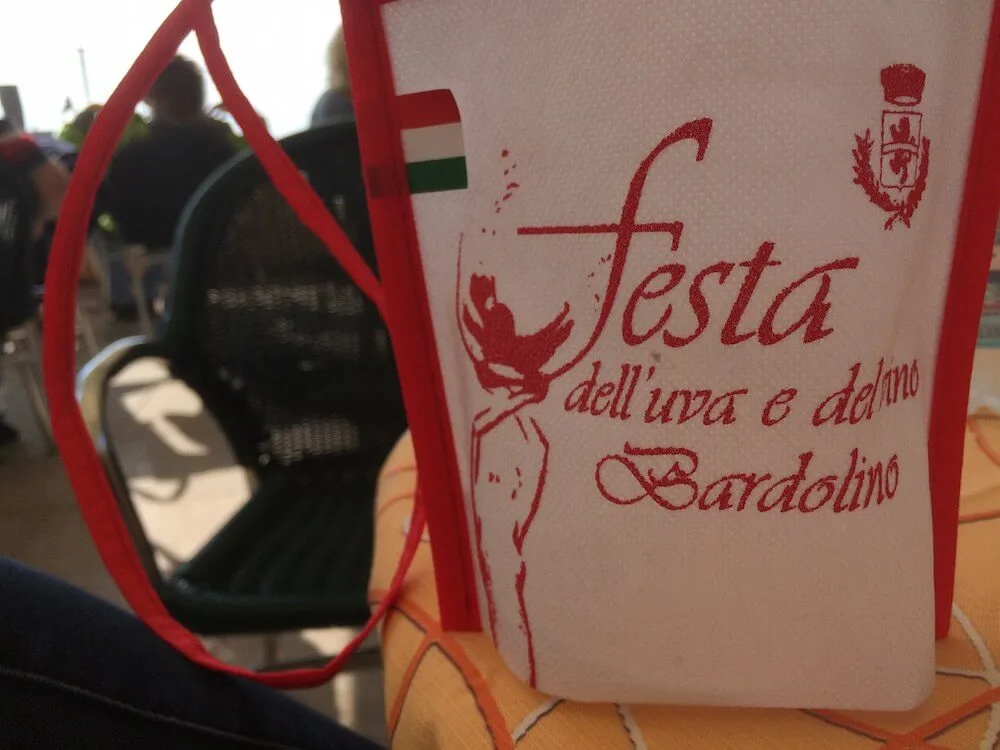 festa
dell'uva e del vino
Bardolino